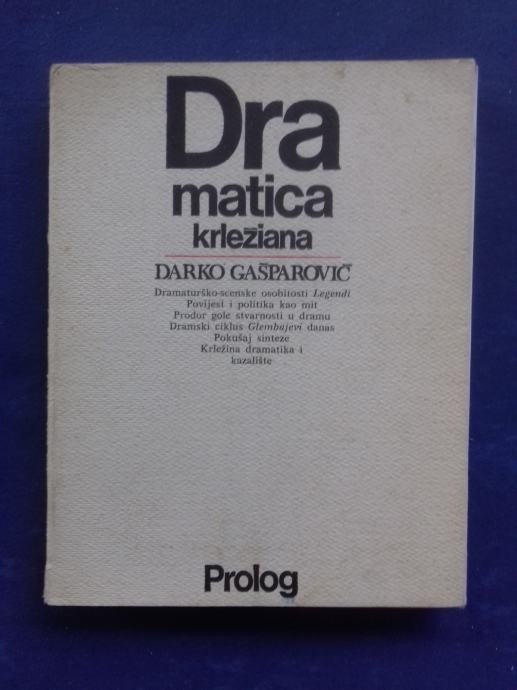 Dra
matica
krležiana
DARKO GAŠPAROVIĆ
Dramaturško-scenske osobitosti Legendi
Povijest i politika kao mit
Prodor gole stvarnosti u dramu
Dramski ciklus Glembajevi danas
Pokušaj sinteze
Krležina dramatika i
kazalište
Prolog